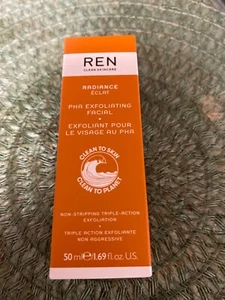 REN
CLEAN SKINCARE
RADIANCE
ÉCLAT
PHA EXFOLIATING
FACIAL
EXFOLIANT POUR
LE VISAGE AU PHA
CLEAN TO SKIN
CLEAN TO PLANET
NON-STRIPPING TRIPLE-ACTION
EXFOLIATION
TRIPLE ACTION EXFOLIANTE
NON AGGRESSIVE
50 ml ℮ 1.69 fl.oz. U.S.